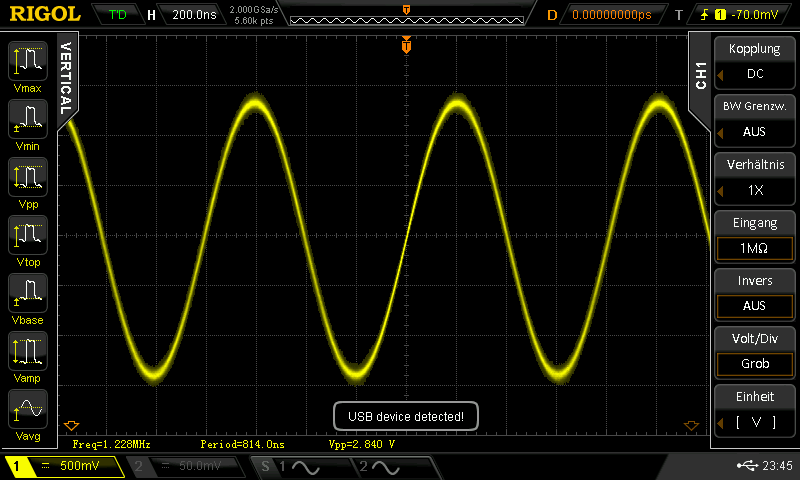 RIGOL T'D H 200.0ns 2.000GSa/s 5.60k pts D 0.00000000ps T 1 -70.0mV
T
VERTICAL
Vmax
Vmin
Vpp
Vtop
Vbase
Vamp
Vavg
CH1
Kopplung
DC
BW Grenzw.
AUS
Verhältnis
1X
Eingang
1MΩ
Invers
AUS
Volt/Div
Grob
Einheit
[ V ]
USB device detected!
Freq=1.228MHz Period=814.0ns Vpp=2.840 V
1 500mV 2 50.0mV S 1 2 23:45